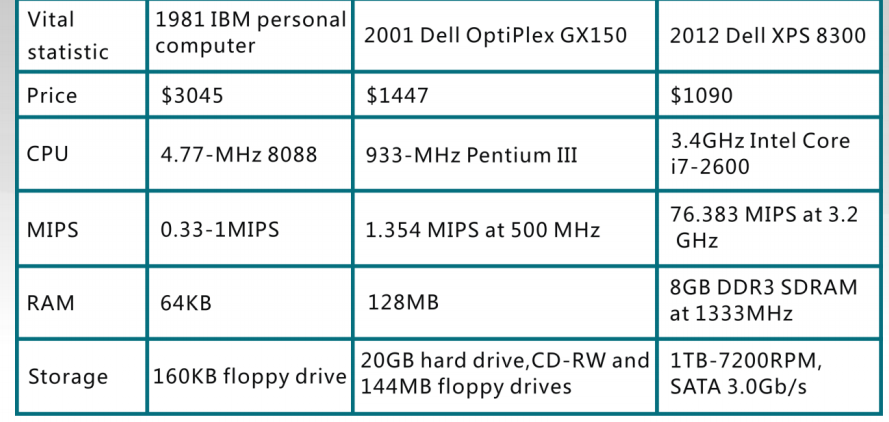 Vital
statistic
1981 IBM personal
computer
2001 Dell OptiPlex GX150
2012 Dell XPS 8300
Price
$3045
$1447
$1090
CPU
4.77-MHz 8088
933-MHz Pentium III
3.4GHz Intel Core
i7-2600
MIPS
0.33-1MIPS
1.354 MIPS at 500 MHz
76.383 MIPS at 3.2
GHz
RAM
64KB
128MB
8GB DDR3 SDRAM
at 1333MHz
Storage
160KB floppy drive
20GB hard drive,CD-RW and
144MB floppy drives
1TB-7200RPM,
SATA 3.0Gb/s